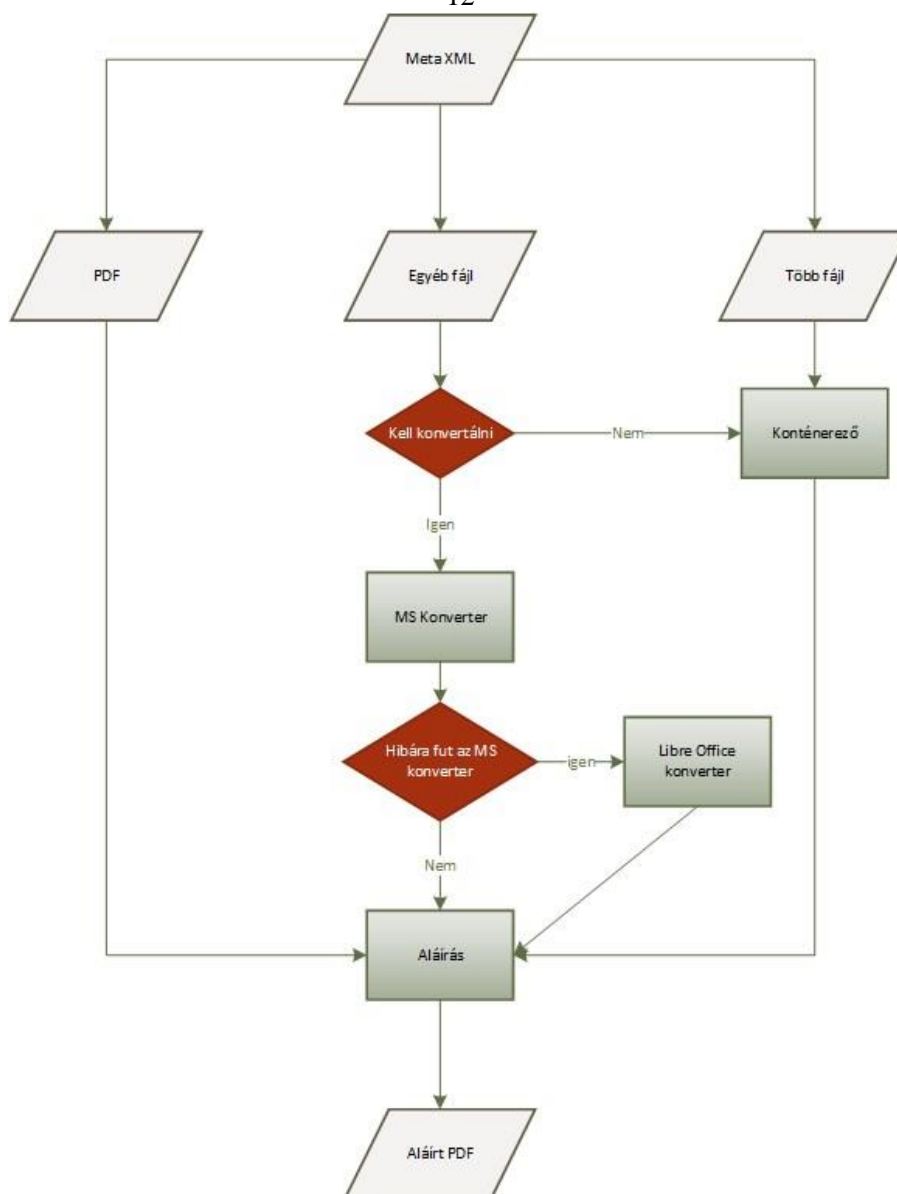 12
Meta XML
PDF
Egyéb fájl
Több fájl
Kell konvertálni
Nem
Konténerező
Igen
MS Konverter
Hibára fut az MS
konverter
igen
Libre Office
konverter
Nem
Aláírás
Aláírt PDF